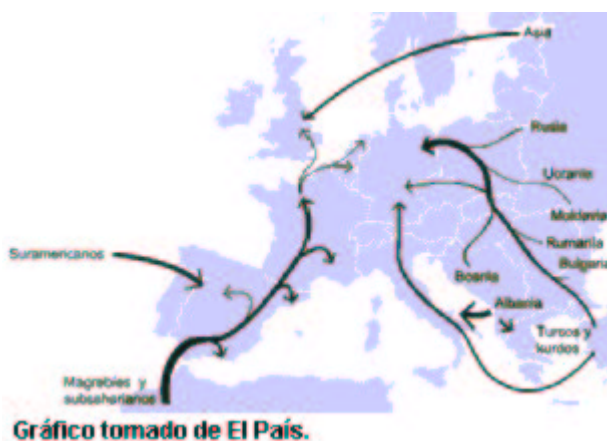 Asia
Rusia
Ucrania
Moldavia
Rumanía
Bulgaria
Bosnia
Albania
Turcos y
kurdos
Suramericanos
Magrebíes y
subsaharianos
Gráfico tomado de El País.